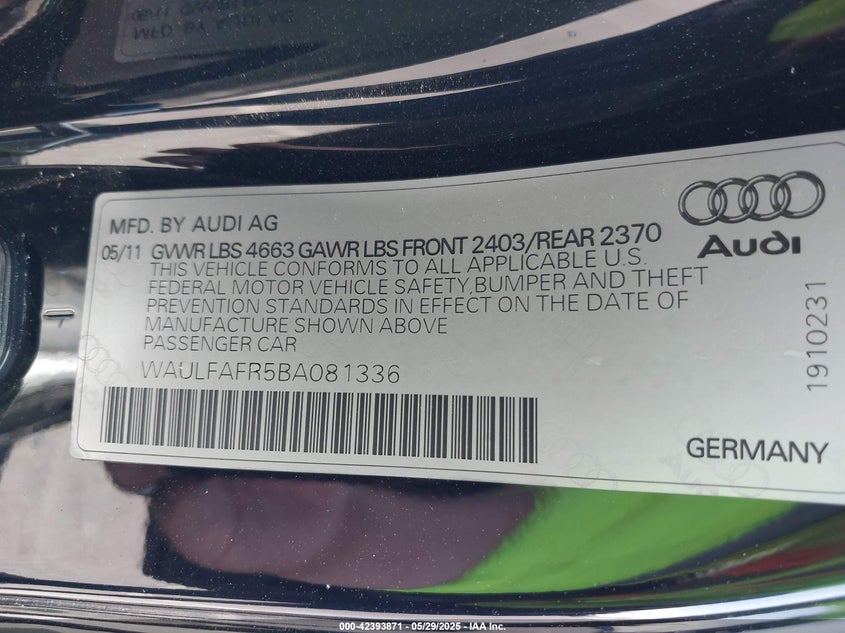 MFD. BY AUDI AG
05/11 GVWR LBS 4663 GAWR LBS FRONT 2403/REAR 2370
THIS VEHICLE CONFORMS TO ALL APPLICABLE U.S.
FEDERAL MOTOR VEHICLE SAFETY,BUMPER AND THEFT
PREVENTION STANDARDS IN EFFECT ON THE DATE OF
MANUFACTURE SHOWN ABOVE
PASSENGER CAR
WAULFAFR5BA081336
Audi
1910231
GERMANY
000-42393871 - 05/29/2025 - IAA Inc.